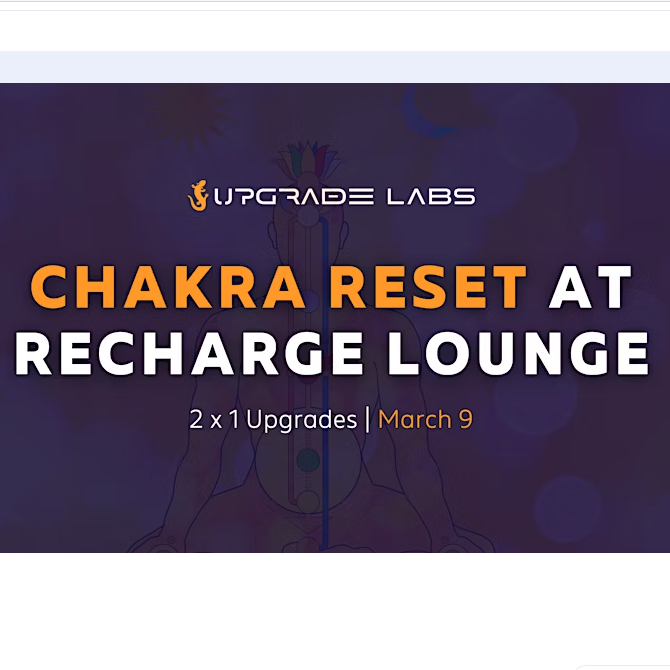 UPGRADE LABS
CHAKRA RESET AT
RECHARGE LOUNGE
2 x 1 Upgrades | March 9